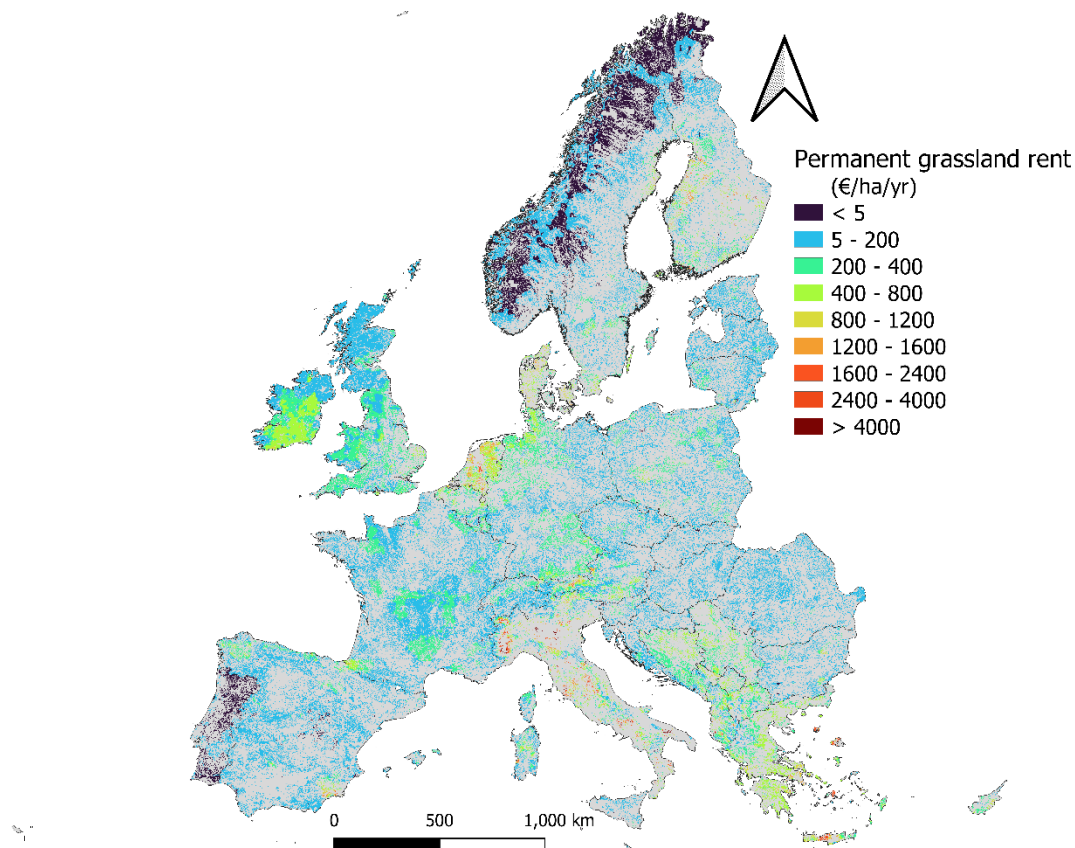 Permanent grassland rent
(€/ha/yr)
< 5
5 - 200
200 - 400
400 - 800
800 - 1200
1200 - 1600
1600 - 2400
2400 - 4000
> 4000
0 500 1,000 km